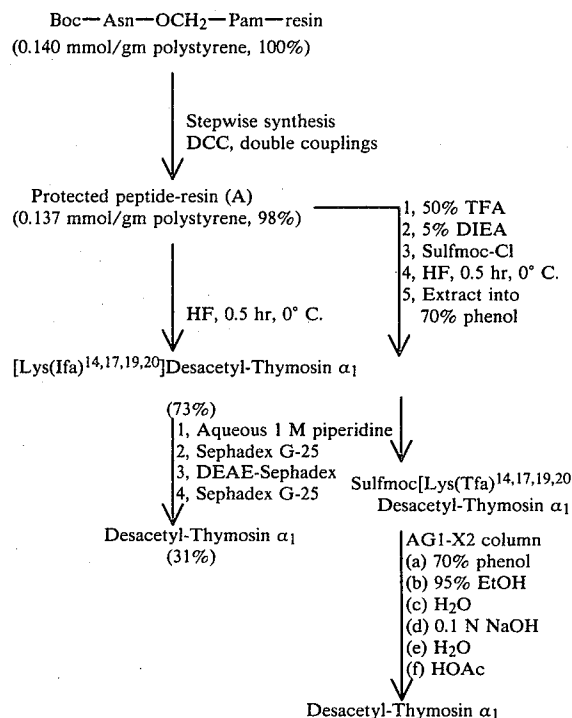 Boc—Asn—OCH₂—Pam—resin
(0.140 mmol/gm polystyrene, 100%)
Stepwise synthesis
DCC, double couplings
Protected peptide-resin (A)
(0.137 mmol/gm polystyrene, 98%)
1, 50% TFA
2, 5% DIEA
3, Sulfmoc-Cl
4, HF, 0.5 hr, 0° C.
5, Extract into
70% phenol
HF, 0.5 hr, 0° C.
[Lys(Ifa)¹⁴,¹⁷,¹⁹,²⁰]Desacetyl-Thymosin α₁
(73%)
1, Aqueous 1 M piperidine
2, Sephadex G-25
3, DEAE-Sephadex
4, Sephadex G-25
Desacetyl-Thymosin α₁
(31%)
Sulfmoc[Lys(Tfa)¹⁴,¹⁷,¹⁹,²⁰
Desacetyl-Thymosin α₁
AG1-X2 column
(a) 70% phenol
(b) 95% EtOH
(c) H₂O
(d) 0.1 N NaOH
(e) H₂O
(f) HOAc
Desacetyl-Thymosin α₁